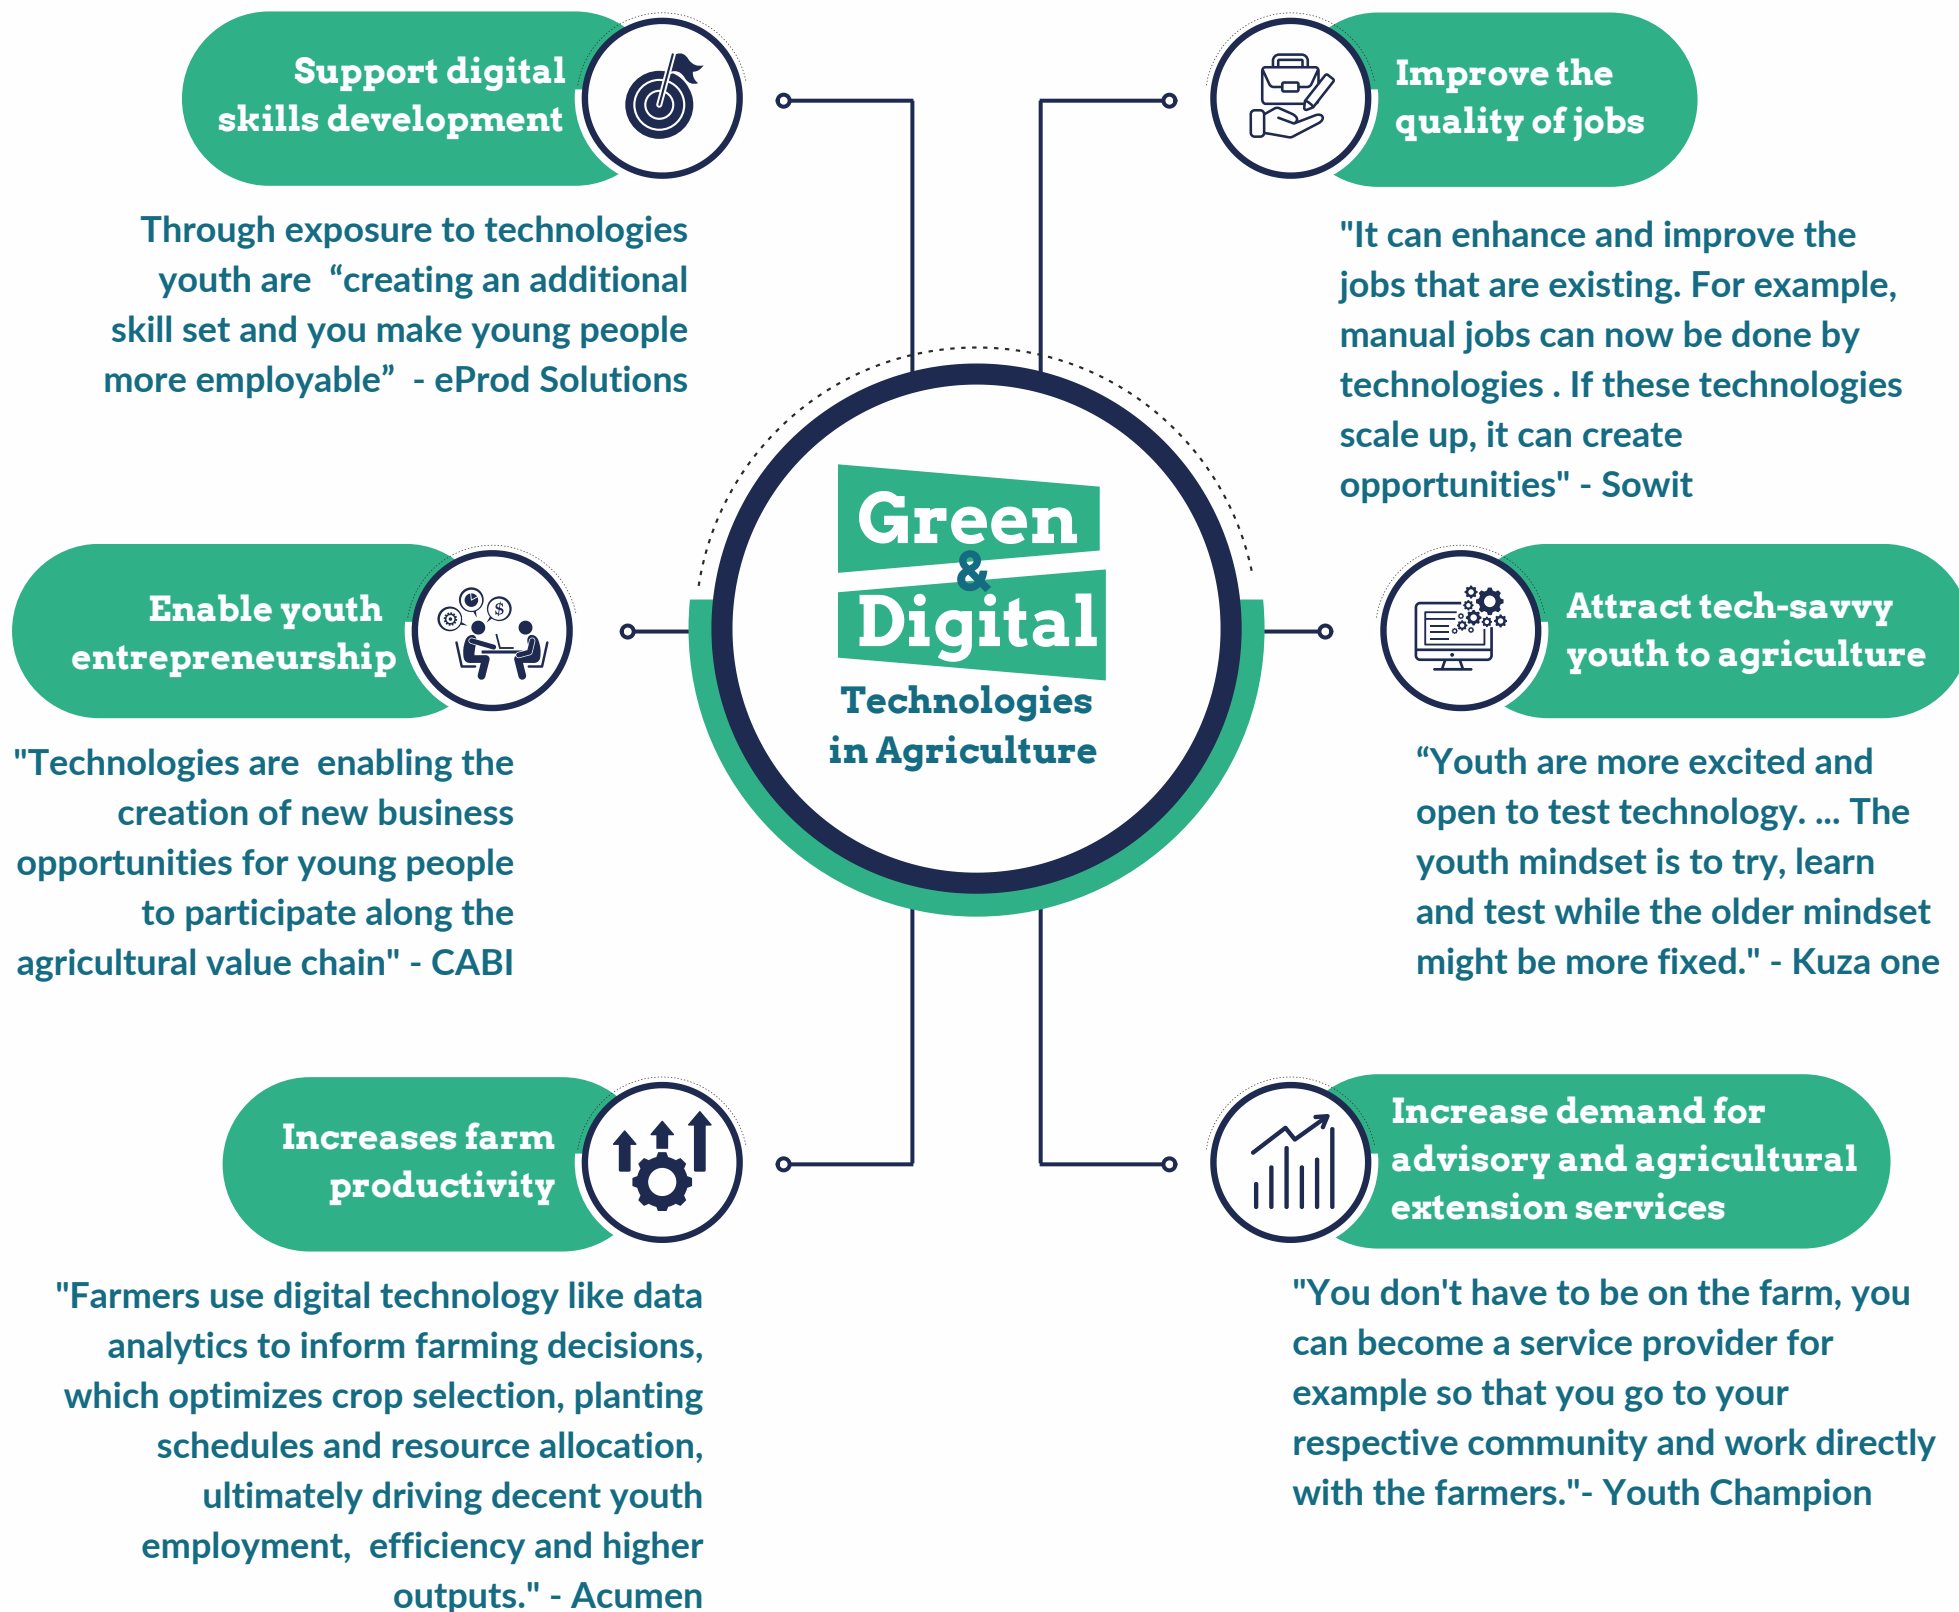 Support digital
skills development
Through exposure to technologies
youth are “creating an additional
skill set and you make young people
more employable” - eProd Solutions
Improve the
quality of jobs
"It can enhance and improve the
jobs that are existing. For example,
manual jobs can now be done by
technologies . If these technologies
scale up, it can create
opportunities" - Sowit
Green
&
Digital
Technologies
in Agriculture
Enable youth
entrepreneurship
"Technologies are enabling the
creation of new business
opportunities for young people
to participate along the
agricultural value chain" - CABI
Attract tech-savvy
youth to agriculture
“Youth are more excited and
open to test technology. ... The
youth mindset is to try, learn
and test while the older mindset
might be more fixed." - Kuza one
Increases farm
productivity
"Farmers use digital technology like data
analytics to inform farming decisions,
which optimizes crop selection, planting
schedules and resource allocation,
ultimately driving decent youth
employment, efficiency and higher
outputs." - Acumen
Increase demand for
advisory and agricultural
extension services
"You don't have to be on the farm, you
can become a service provider for
example so that you go to your
respective community and work directly
with the farmers."- Youth Champion